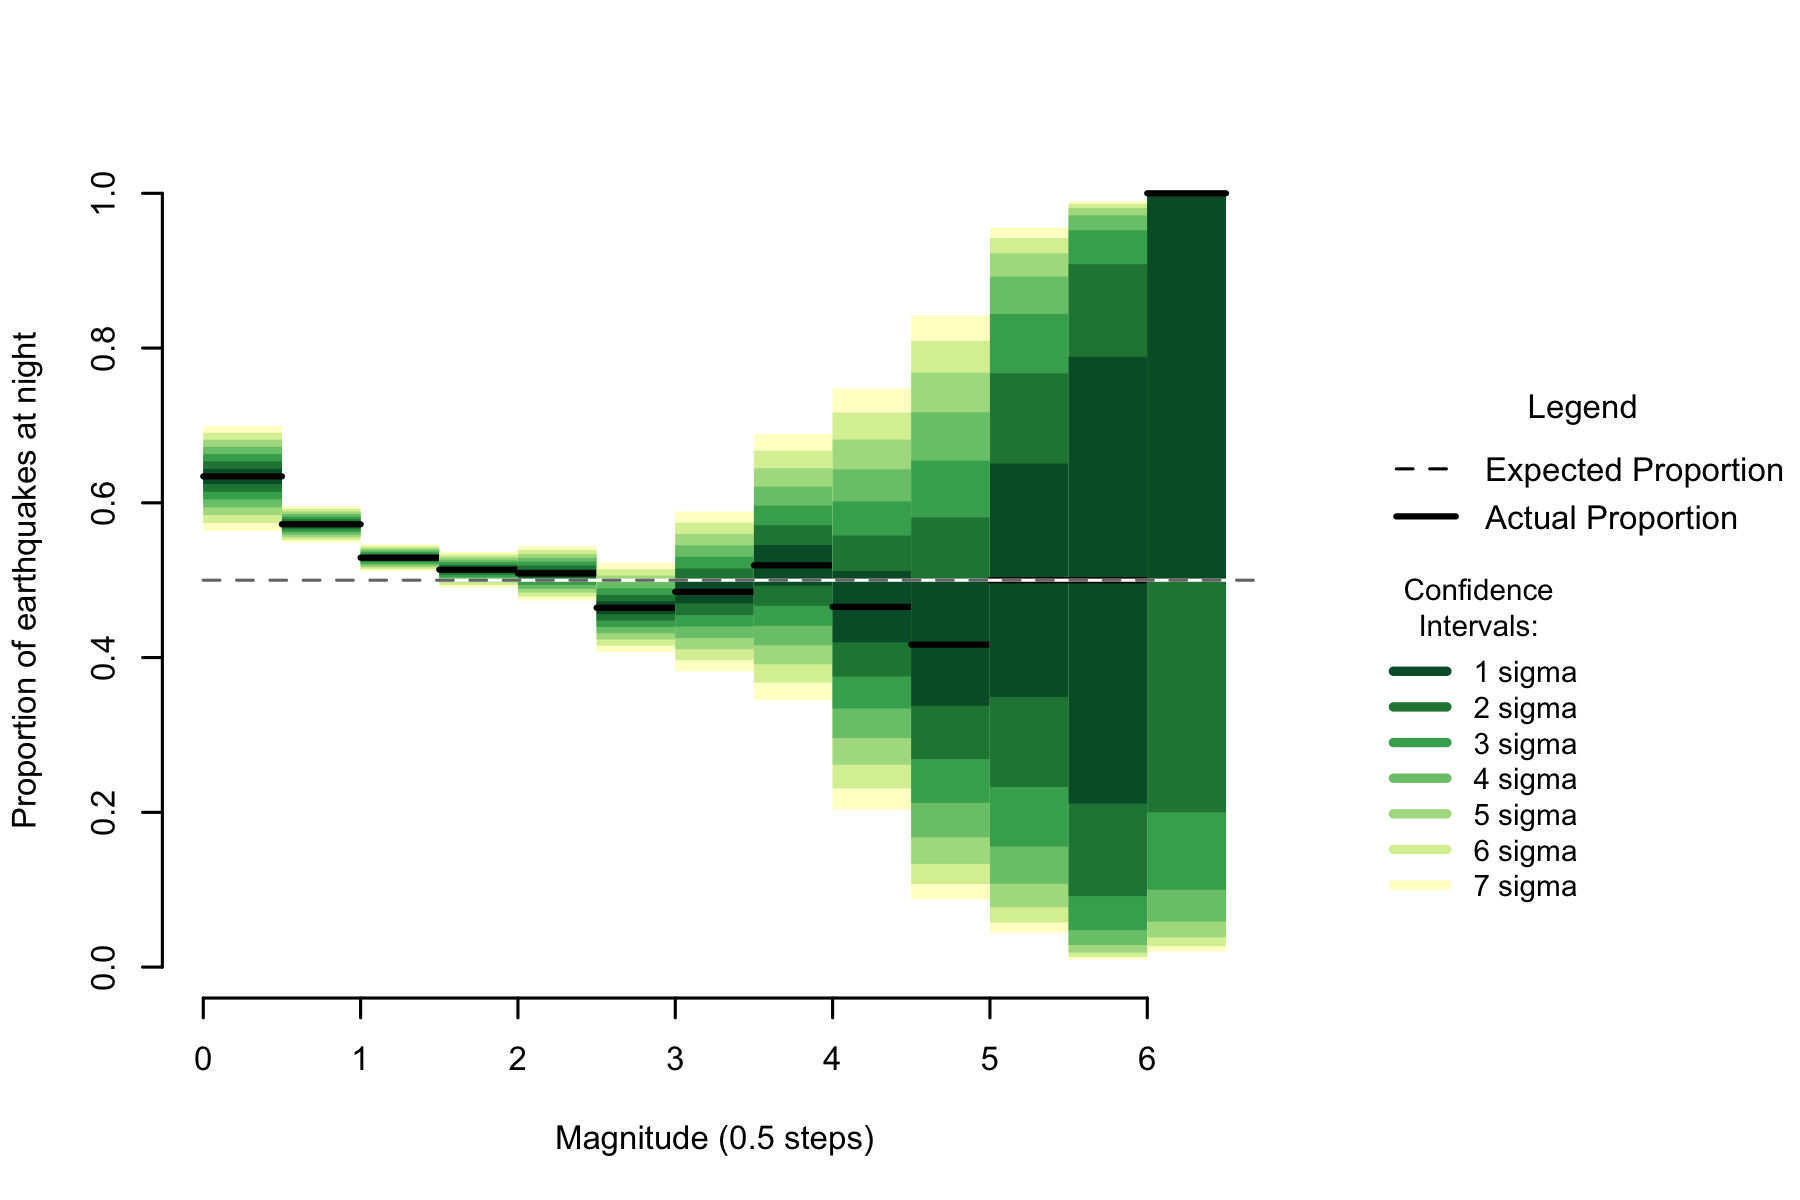 Proportion of earthquakes at night
1.0
0.8
0.6
0.4
0.2
0.0
0 1 2 3 4 5 6
Magnitude (0.5 steps)
Legend
Expected Proportion
Actual Proportion
Confidence
Intervals:
1 sigma
2 sigma
3 sigma
4 sigma
5 sigma
6 sigma
7 sigma